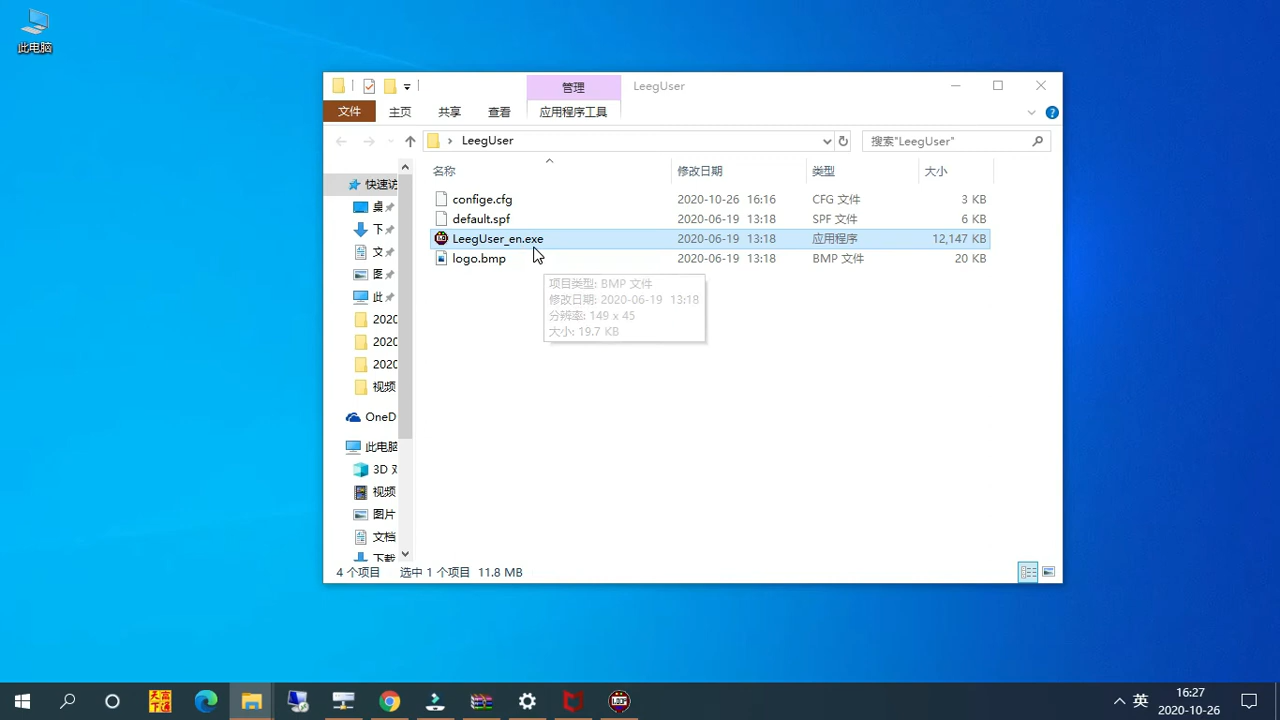 此电脑
管理
LeegUser
文件
主页
共享
查看
应用程序工具
LeegUser
搜索"LeegUser"
名称
修改日期
类型
大小
confige.cfg
2020-10-26 16:16
CFG 文件
3 KB
default.spf
2020-06-19 13:18
SPF 文件
6 KB
LeegUser_en.exe
2020-06-19 13:18
应用程序
12,147 KB
logo.bmp
2020-06-19 13:18
BMP 文件
20 KB
项目类型: BMP 文件
修改日期: 2020-06-19 13:18
分辨率: 149 x 45
大小: 19.7 KB
快速访
桌
下
文
图
此
2020
2020
2020
视频
OneD
此电脑
3D 对
视频
图片
文档
下载
4 个项目
选中 1 个项目 11.8 MB
英
16:27
2020-10-26